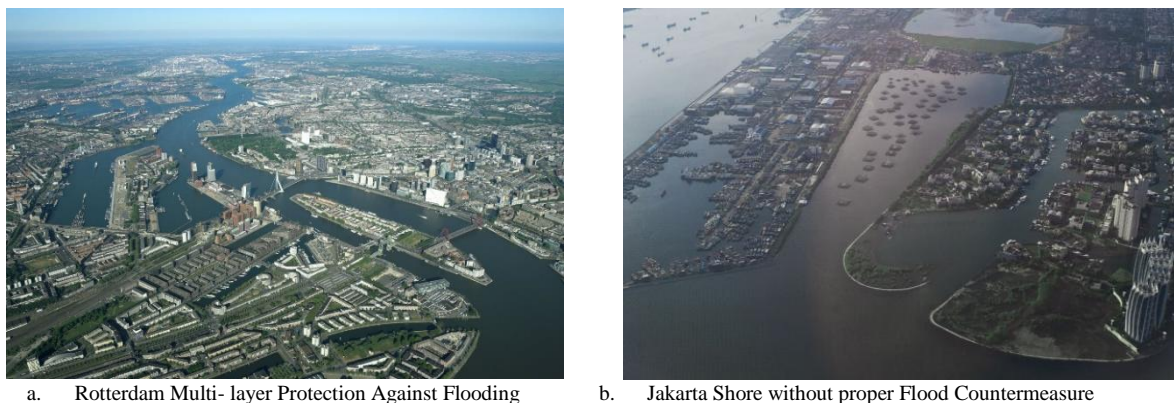 a. Rotterdam Multi- layer Protection Against Flooding
b. Jakarta Shore without proper Flood Countermeasure